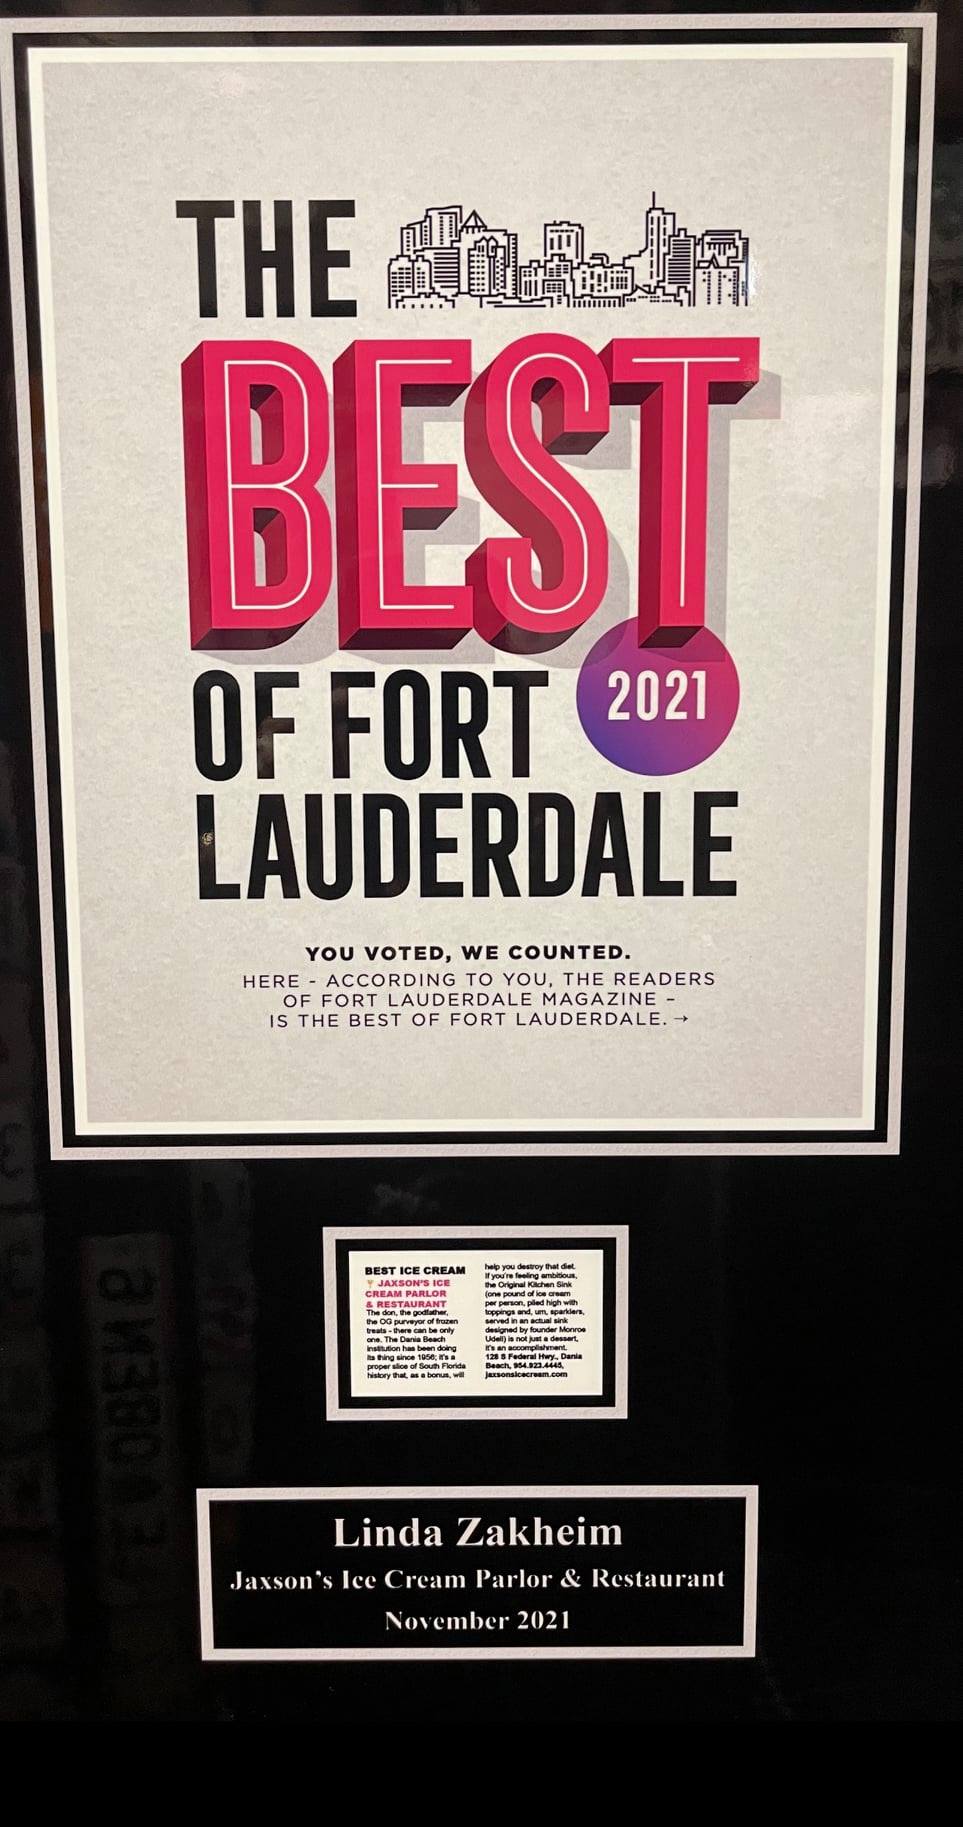 THE
BEST
OF FORT
2021
LAUDERDALE
YOU VOTED, WE COUNTED.
HERE - ACCORDING TO YOU, THE READERS
OF FORT LAUDERDALE MAGAZINE –
IS THE BEST OF FORT LAUDERDALE. →
BEST ICE CREAM
JAXSON'S ICE
CREAM PARLOR
& RESTAURANT
The don, the godfather,
the OG purveyor of frozen
treats - there can be only
one. The Dania Beach
institution has been doing
its thing since 1956; it's a
proper slice of South Florida
history that, as a bonus, will
help you destroy that diet.
If you're feeling ambitious,
the Original Kitchen Sink
(one pound of ice cream
per person, piled high with
toppings and, um, sparklers,
served in an actual sink
designed by founder Monroe
Udell) is not just a dessert,
it's an accomplishment.
128 S Federal Hwy., Dania
Beach, 954.923.4445,
jaxsonsicecream.com
Linda Zakheim
Jaxson's Ice Cream Parlor & Restaurant
November 2021